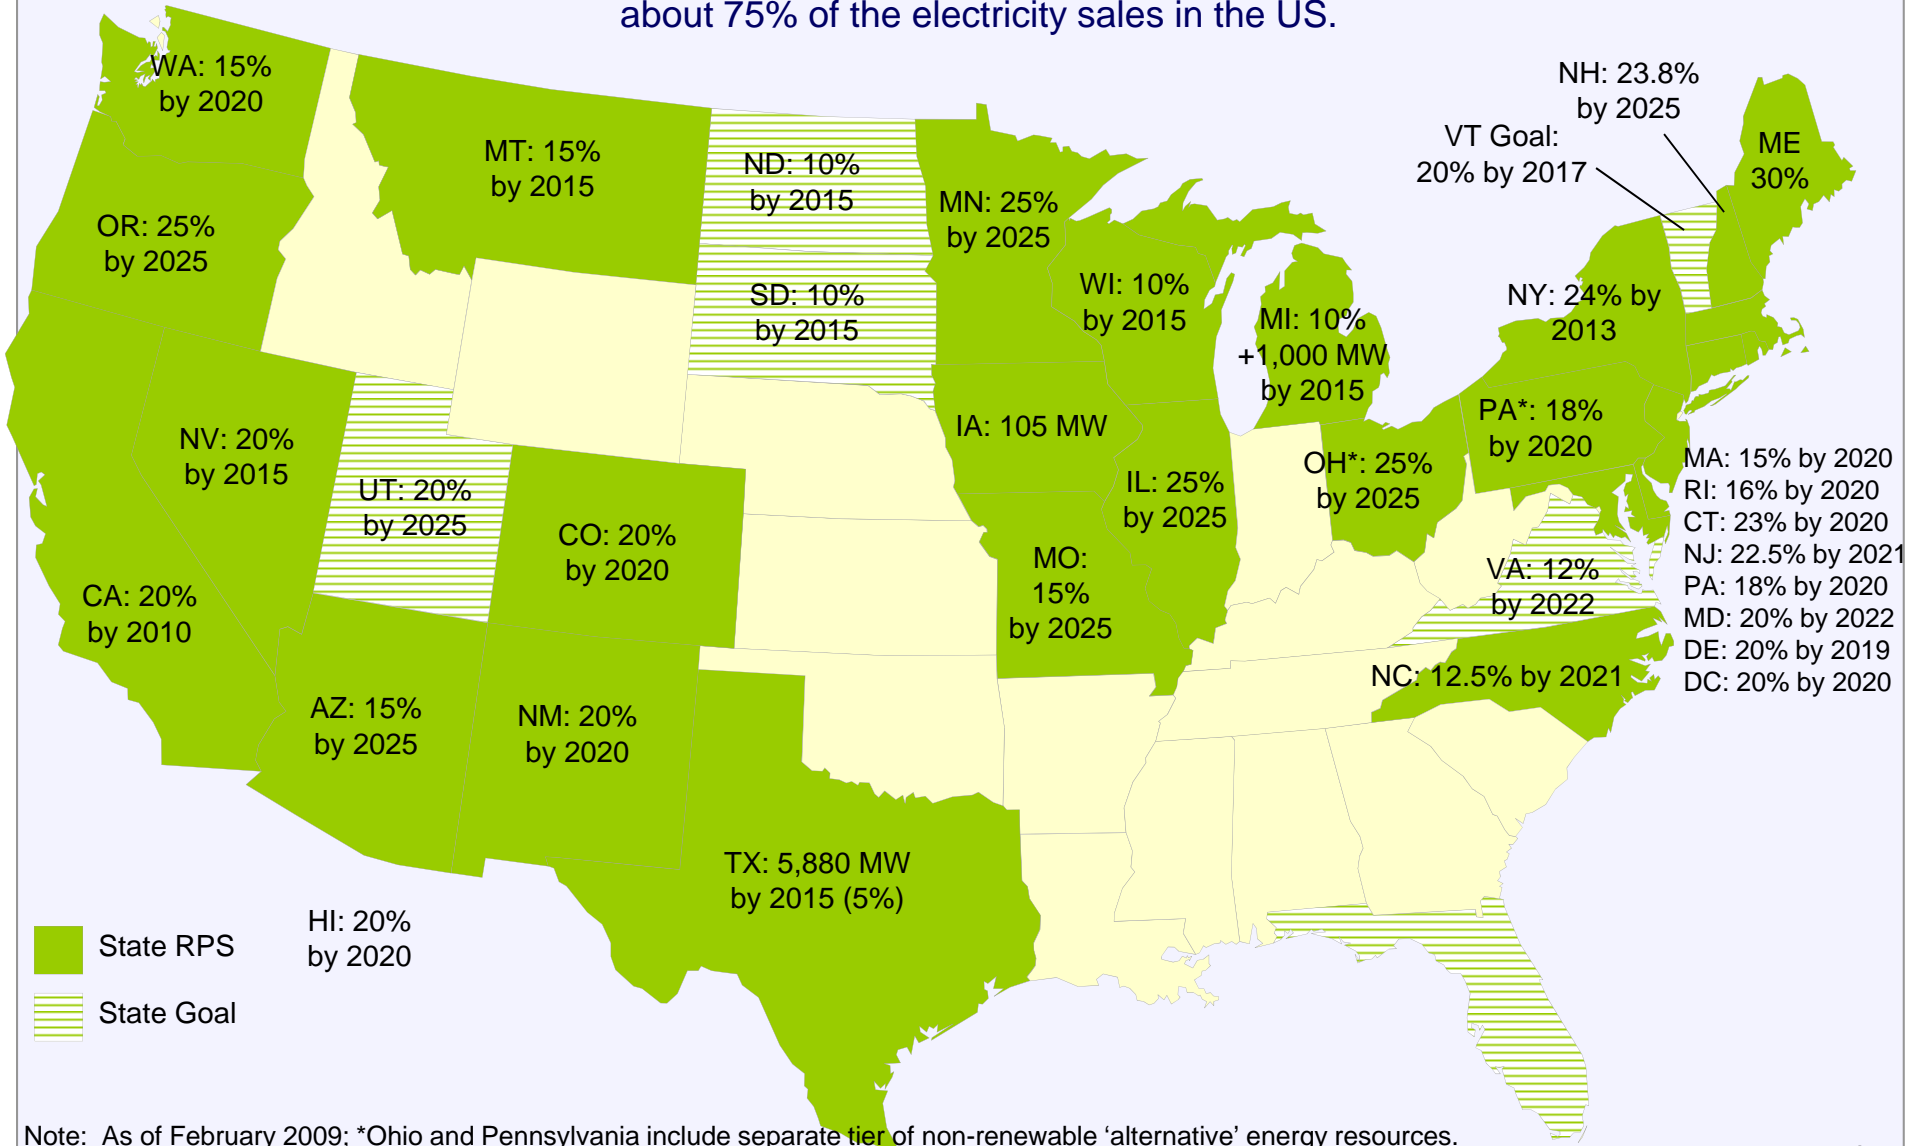 about 75% of the electricity sales in the US.
WA: 15%
by 2020
MT: 15%
by 2015
ND: 10%
by 2015
MN: 25%
by 2025
NH: 23.8%
by 2025
VT Goal:
20% by 2017
ME
30%
OR: 25%
by 2025
SD: 10%
by 2015
WI: 10%
by 2015
MI: 10%
+1,000 MW
by 2015
NY: 24% by
2013
NV: 20%
by 2015
UT: 20%
by 2025
CO: 20%
by 2020
IA: 105 MW
IL: 25%
by 2025
OH*: 25%
by 2025
PA*: 18%
by 2020
MA: 15% by 2020
RI: 16% by 2020
CT: 23% by 2020
NJ: 22.5% by 2021
PA: 18% by 2020
MD: 20% by 2022
DE: 20% by 2019
DC: 20% by 2020
CA: 20%
by 2010
MO:
15%
by 2025
VA: 12%
by 2022
NC: 12.5% by 2021
AZ: 15%
by 2025
NM: 20%
by 2020
TX: 5,880 MW
by 2015 (5%)
HI: 20%
by 2020
State RPS
State Goal
Note: As of February 2009; *Ohio and Pennsylvania include separate tier of non-renewable ‘alternative’ energy resources.